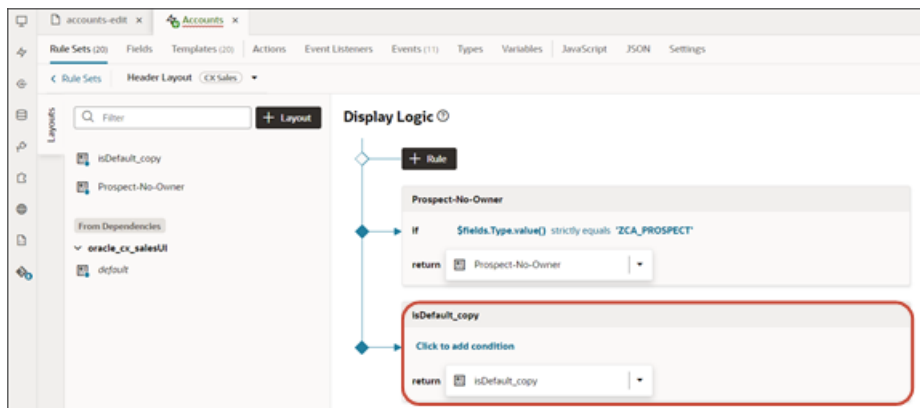 accounts-edit ×
Accounts ×
Rule Sets (20) Fields Templates (20) Actions Event Listeners Events (11) Types Variables JavaScript JSON Settings
< Rule Sets Header Layout CX Sales
Layouts
Filter
+ Layout
isDefault_copy
Prospect-No-Owner
From Dependencies
oracle_cx_salesUI
default
Display Logic ?
+ Rule
Prospect-No-Owner
if $fields.Type.value() strictly equals 'ZCA_PROSPECT'
return Prospect-No-Owner
isDefault_copy
Click to add condition
return isDefault_copy